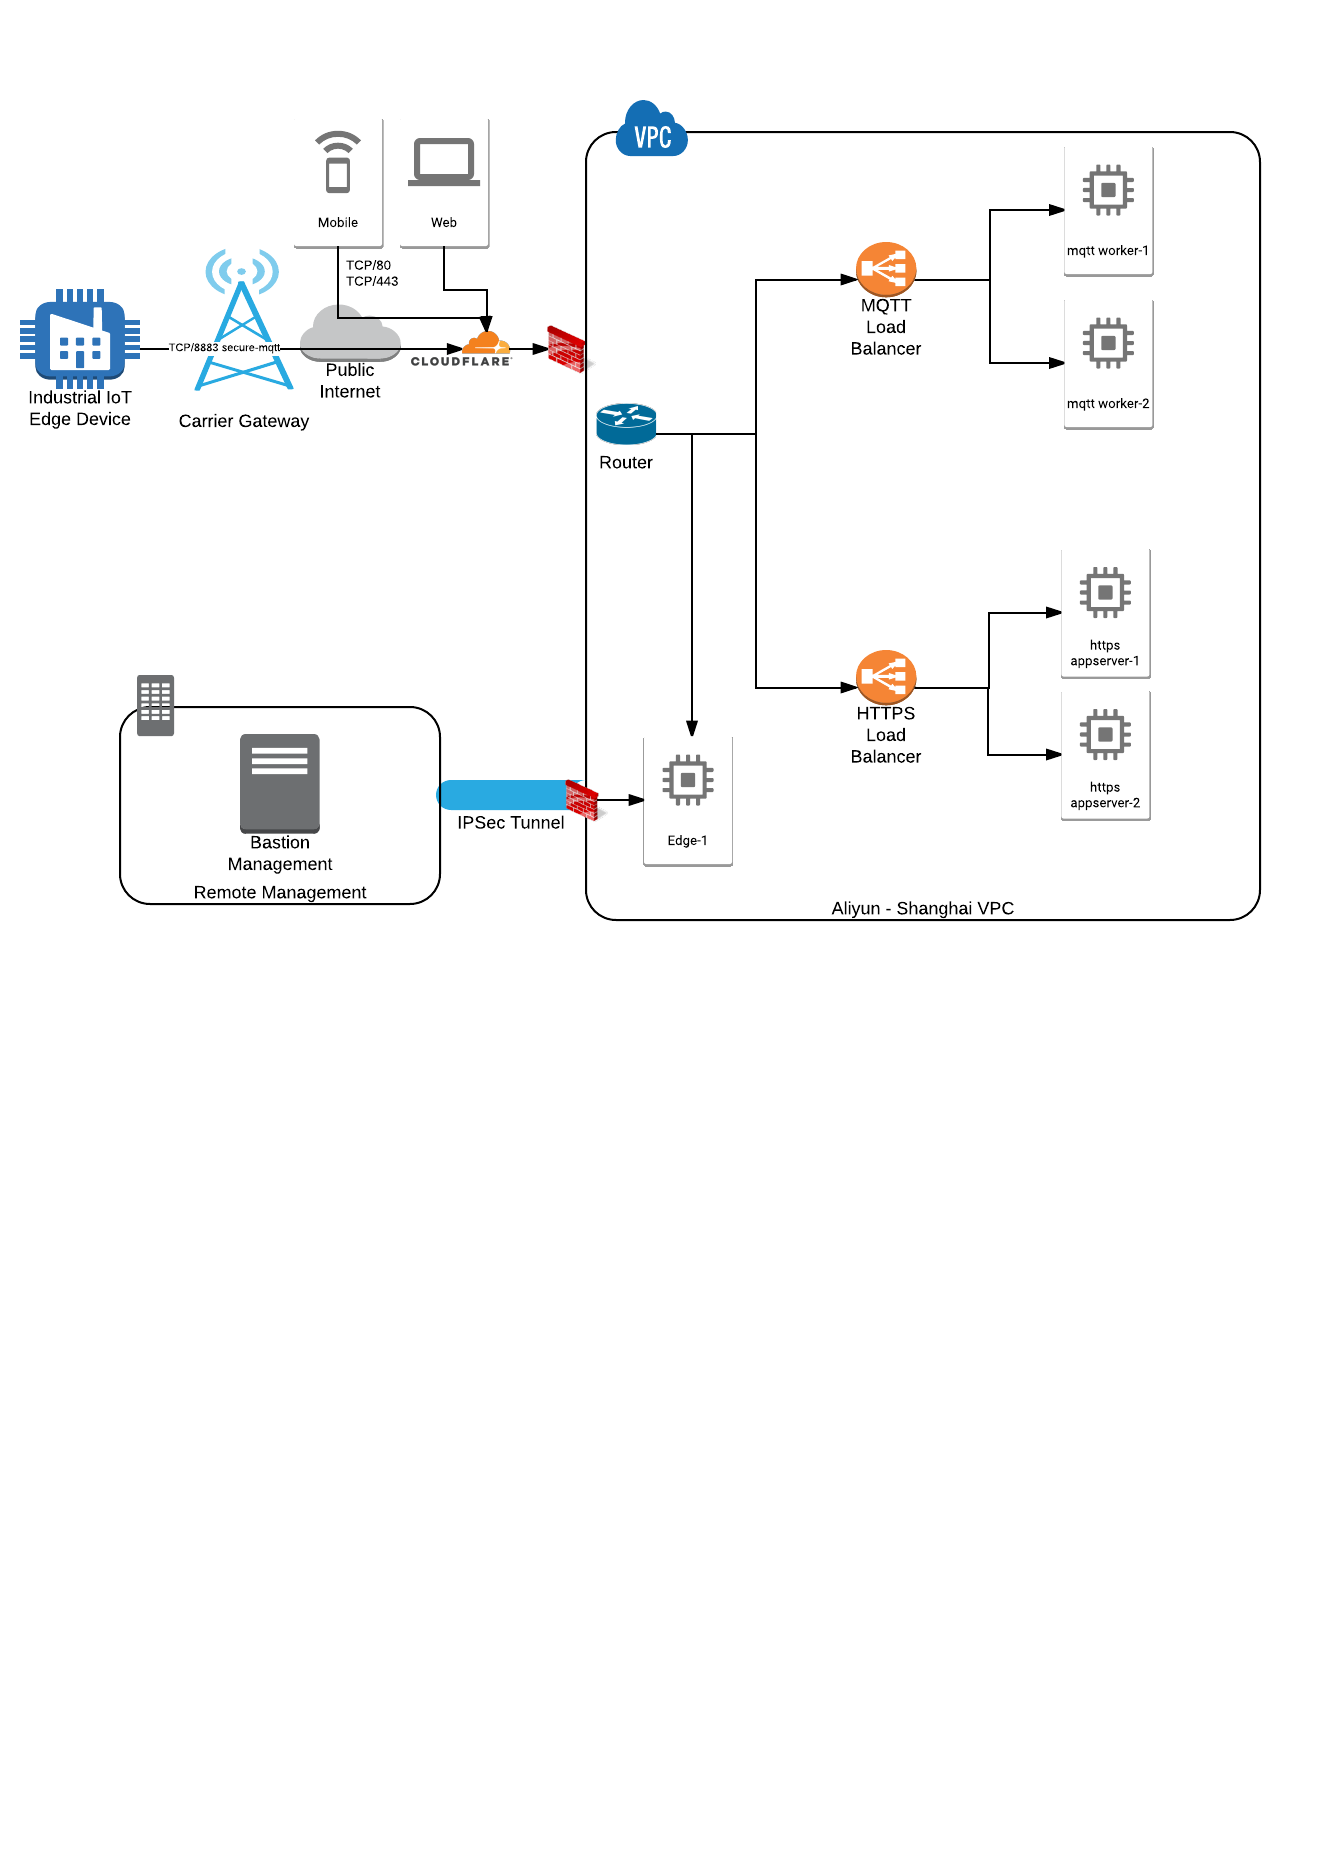 VPC
Mobile
Web
TCP/80
TCP/443
mqtt worker-1
MQTT
Load
Balancer
TCP/8883 secure-mqtt
CLOUDFLARE
Public
Internet
Industrial IoT
Edge Device
Carrier Gateway
mqtt worker-2
Router
https
appserver-1
HTTPS
Load
Balancer
https
appserver-2
IPSec Tunnel
Edge-1
Bastion
Management
Remote Management
Aliyun - Shanghai VPC